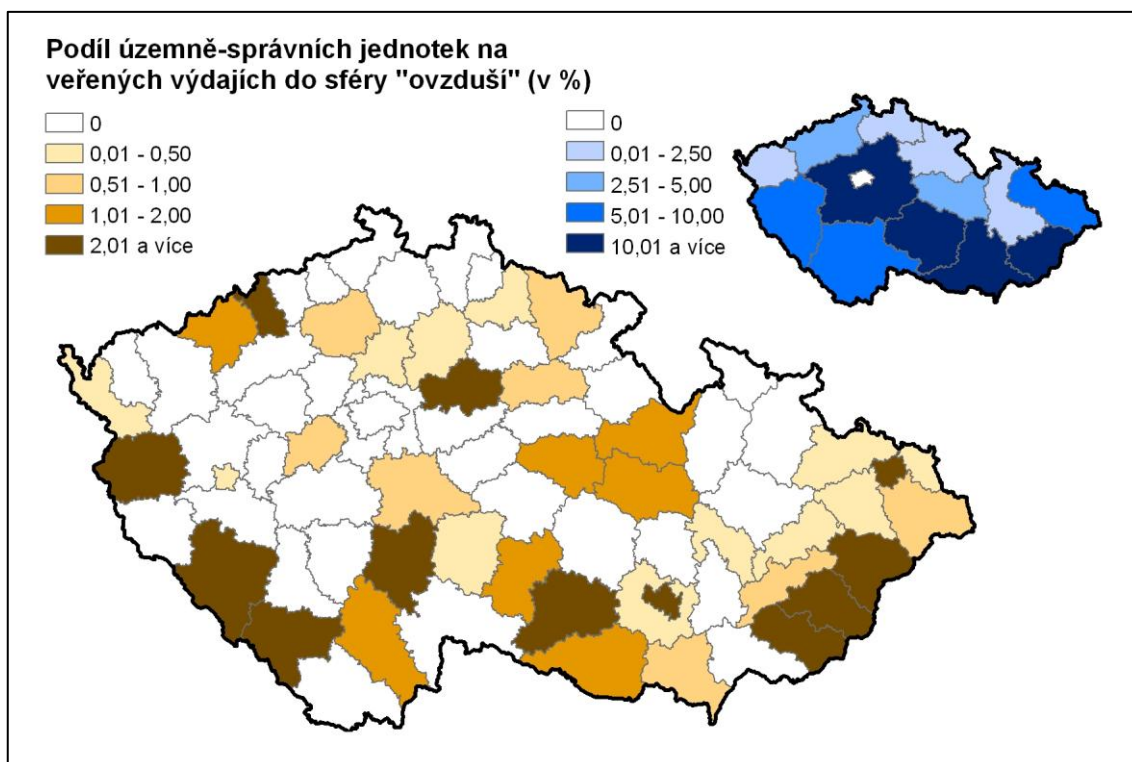 Podíl územně-správních jednotek na
veřených výdajích do sféry "ovzduší" (v %)
0
0,01 - 0,50
0,51 - 1,00
1,01 - 2,00
2,01 a více
0
0,01 - 2,50
2,51 - 5,00
5,01 - 10,00
10,01 a více